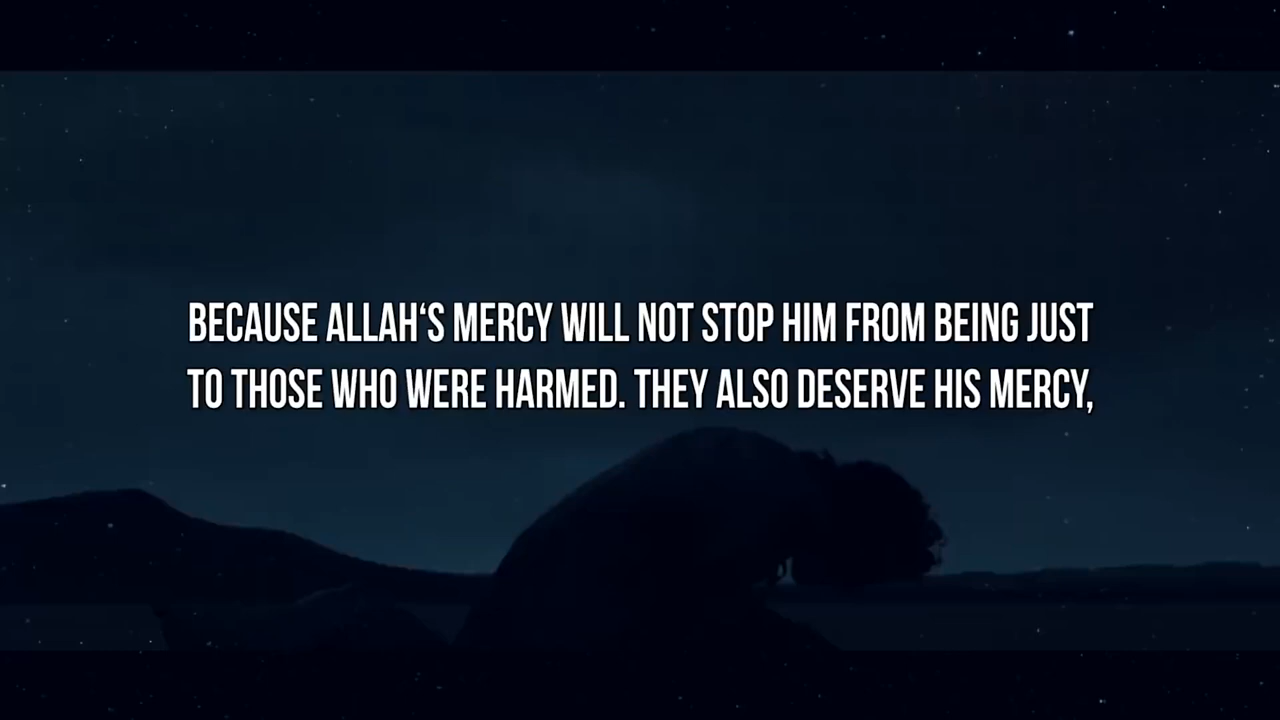 BECAUSE ALLAH‘S MERCY WILL NOT STOP HIM FROM BEING JUST
TO THOSE WHO WERE HARMED. THEY ALSO DESERVE HIS MERCY,